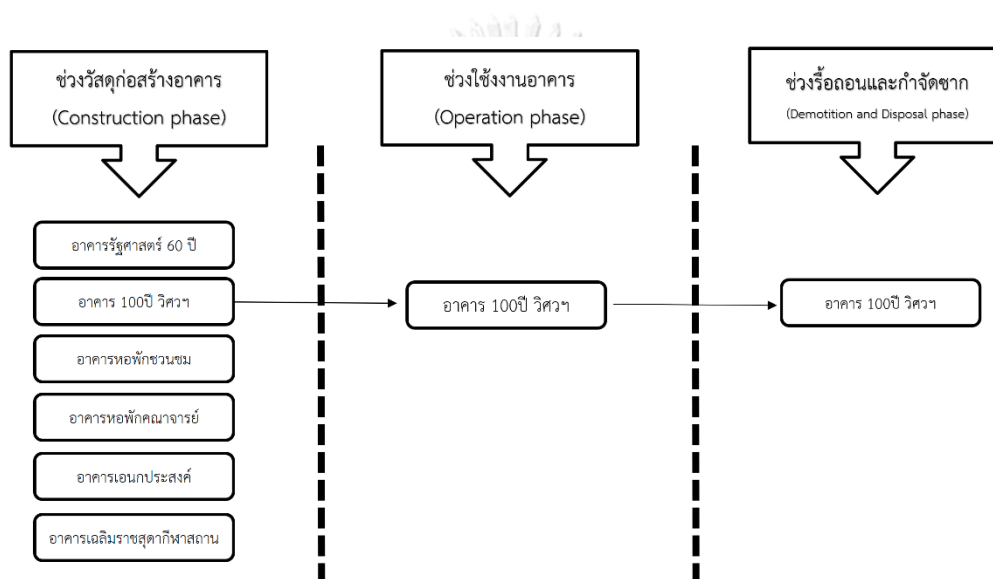 ช่วงวัสดุก่อสร้างอาคาร
(Construction phase)
ช่วงใช้งานอาคาร
(Operation phase)
ช่วงรื้อถอนและกำจัดซาก
(Demotition and Disposal phase)
อาคารรัฐศาสตร์ 60 ปี
อาคาร 100ปี วิศวฯ
อาคารหอพักชวนชม
อาคารหอพักคณาจารย์
อาคารเอนกประสงค์
อาคารเฉลิมราชสุดากีฬาสถาน
อาคาร 100ปี วิศวฯ
อาคาร 100ปี วิศวฯ